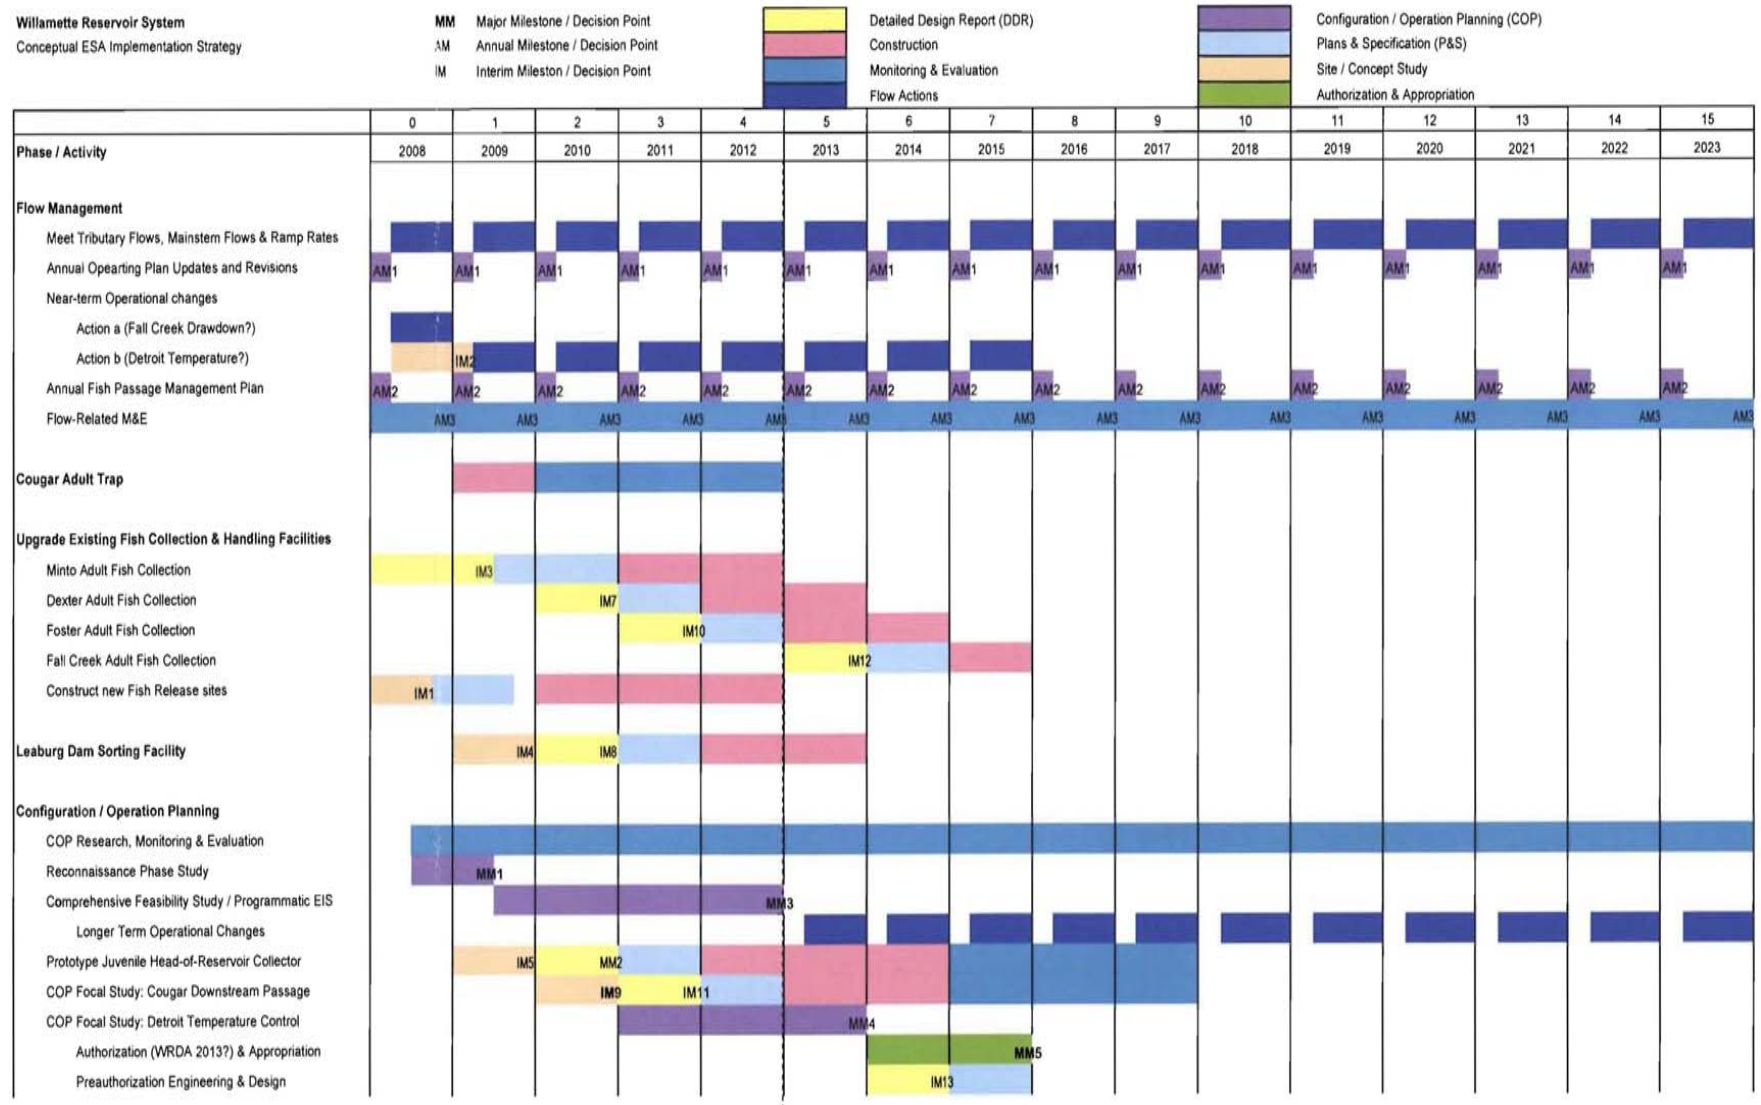 Willamette Reservoir System
Conceptual ESA Implementation Strategy
MM Major Milestone / Decision Point
AM Annual Milestone / Decision Point
IM Interim Mileston / Decision Point
Detailed Design Report (DDR)
Construction
Monitoring & Evaluation
Flow Actions
Configuration / Operation Planning (COP)
Plans & Specification (P&S)
Site / Concept Study
Authorization & Appropriation
0 1 2 3 4 5 6 7 8 9 10 11 12 13 14 15
Phase / Activity 2008 2009 2010 2011 2012 2013 2014 2015 2016 2017 2018 2019 2020 2021 2022 2023
Flow Management
Meet Tributary Flows, Mainstem Flows & Ramp Rates
Annual Opearting Plan Updates and Revisions AM1 AM1 AM1 AM1 AM1 AM1 AM1 AM1 AM1 AM1 AM1 AM1 AM1 AM1 AM1 AM1
Near-term Operational changes
Action a (Fall Creek Drawdown?)
Action b (Detroit Temperature?) IM2
Annual Fish Passage Management Plan AM2 AM2 AM2 AM2 AM2 AM2 AM2 AM2 AM2 AM2 AM2 AM2 AM2 AM2 AM2 AM2
Flow-Related M&E AM3 AM3 AM3 AM3 AM3 AM3 AM3 AM3 AM3 AM3 AM3 AM3 AM3 AM3 AM3 AM3
Cougar Adult Trap
Upgrade Existing Fish Collection & Handling Facilities
Minto Adult Fish Collection IM3
Dexter Adult Fish Collection IM7
Foster Adult Fish Collection IM10
Fall Creek Adult Fish Collection IM12
Construct new Fish Release sites IM1
Leaburg Dam Sorting Facility IM4 IM8
Configuration / Operation Planning
COP Research, Monitoring & Evaluation
Reconnaissance Phase Study MM1
Comprehensive Feasibility Study / Programmatic EIS MM3
Longer Term Operational Changes
Prototype Juvenile Head-of-Reservoir Collector IM5 MM2
COP Focal Study: Cougar Downstream Passage IM9 IM11
COP Focal Study: Detroit Temperature Control MM4
Authorization (WRDA 2013?) & Appropriation MM5
Preauthorization Engineering & Design IM13